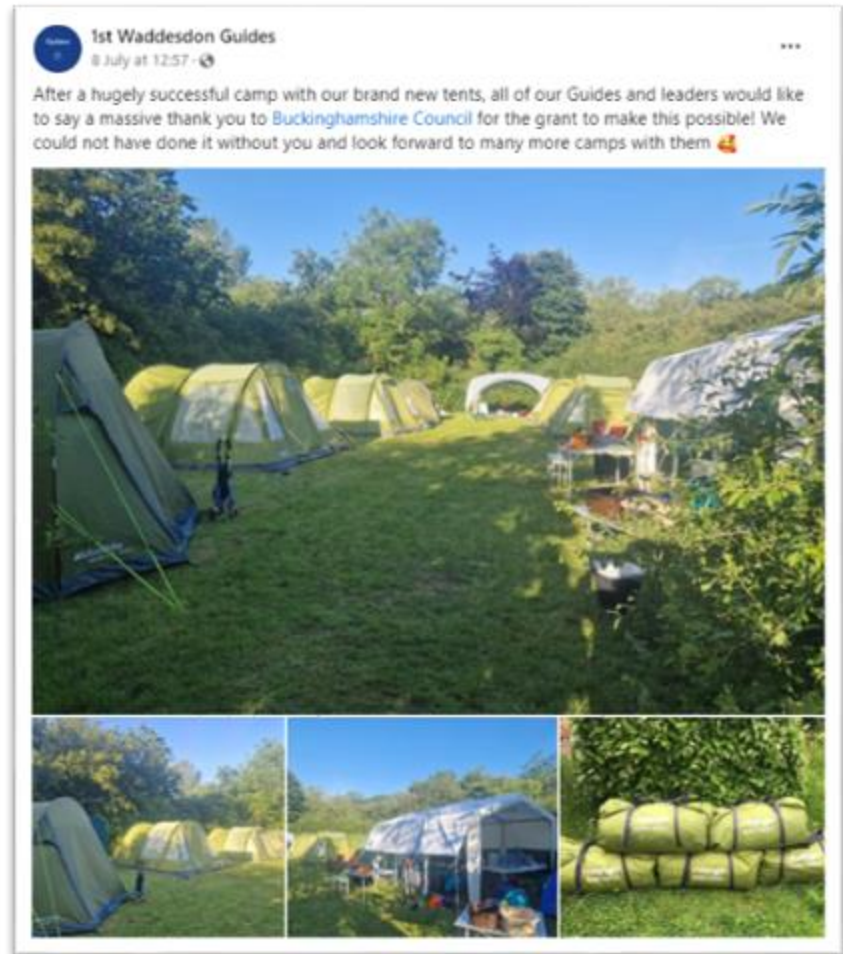 1st Waddesdon Guides
8 July at 12:57 ·
After a hugely successful camp with our brand new tents, all of our Guides and leaders would like
to say a massive thank you to Buckinghamshire Council for the grant to make this possible! We
could not have done it without you and look forward to many more camps with them 🥰